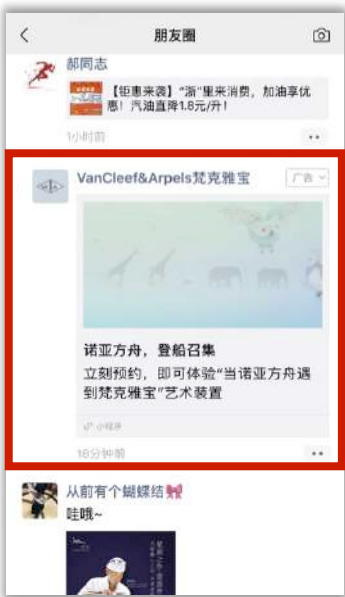 朋友圈
郝同志
【钜惠来袭】“浙”里来消费，加油享优
惠！汽油直降1.8元/升！
1小时前
VanCleef&Arpels梵克雅宝
广告
诺亚方舟，登船召集
立刻预约，即可体验“当诺亚方舟遇
到梵克雅宝”艺术装置
小程序
18分钟前
从前有个蝴蝶结
哇哦~